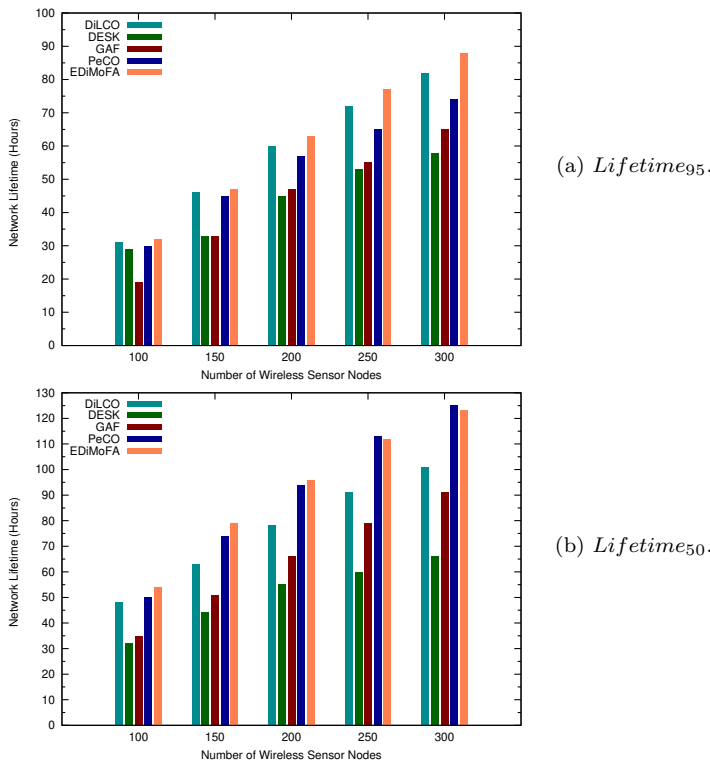 100
90
80
70
60
50
40
30
20
10
0
Network Lifetime (Hours)
DiLCO
DESK
GAF
PeCO
EDiMoFA
100 150 200 250 300
Number of Wireless Sensor Nodes
(a) Lifetime95.
130
120
110
100
90
80
70
60
50
40
30
20
10
0
Network Lifetime (Hours)
DiLCO
DESK
GAF
PeCO
EDiMoFA
100 150 200 250 300
Number of Wireless Sensor Nodes
(b) Lifetime50.